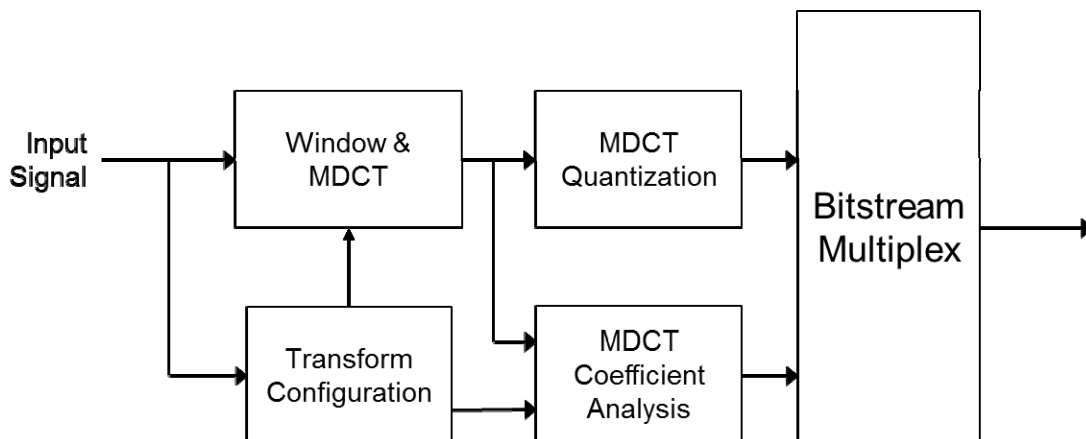 Input
Signal
Window &
MDCT
MDCT
Quantization
Bitstream
Multiplex
Transform
Configuration
MDCT
Coefficient
Analysis